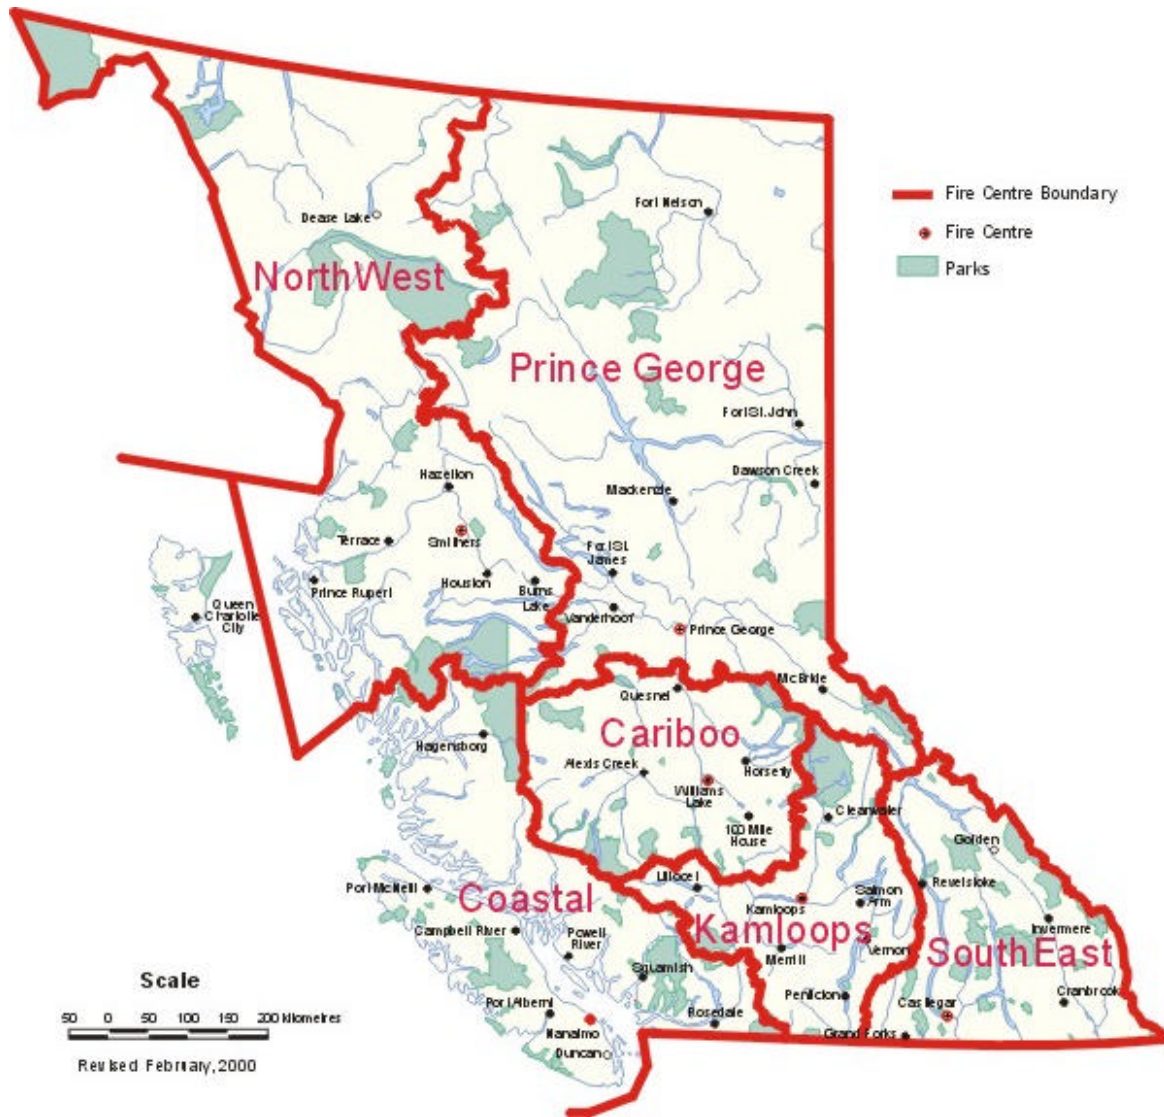 Fort Nelson
Fire Centre Boundary
Dease Lake
Fire Centre
Parks
NorthWest
Prince George
Fort St. John
Hazelton
Dawson Creek
Mackenzie
Terrace
Smithers
Fort St.
James
Houston
Burns
Lake
Prince Rupert
Queen
Charlotte
City
Vanderhoof
Prince George
McBride
Quesnel
Cariboo
Hagensborg
Alexis Creek
Horsefly
Williams
Lake
Clearwater
100 Mile
House
Golden
Port McNeill
Lillooet
Revelstoke
Coastal
Kamloops
Salmon
Arm
Campbell River
Powell
River
Kamloops
Vernon
Invermere
SouthEast
Merritt
Squamish
Scale
Port Alberni
Penticton
Castlegar
Cranbrook
50 0 50 100 150 200 kilometres
Nanaimo
Rosedale
Grand Forks
Duncan
Revised February, 2000